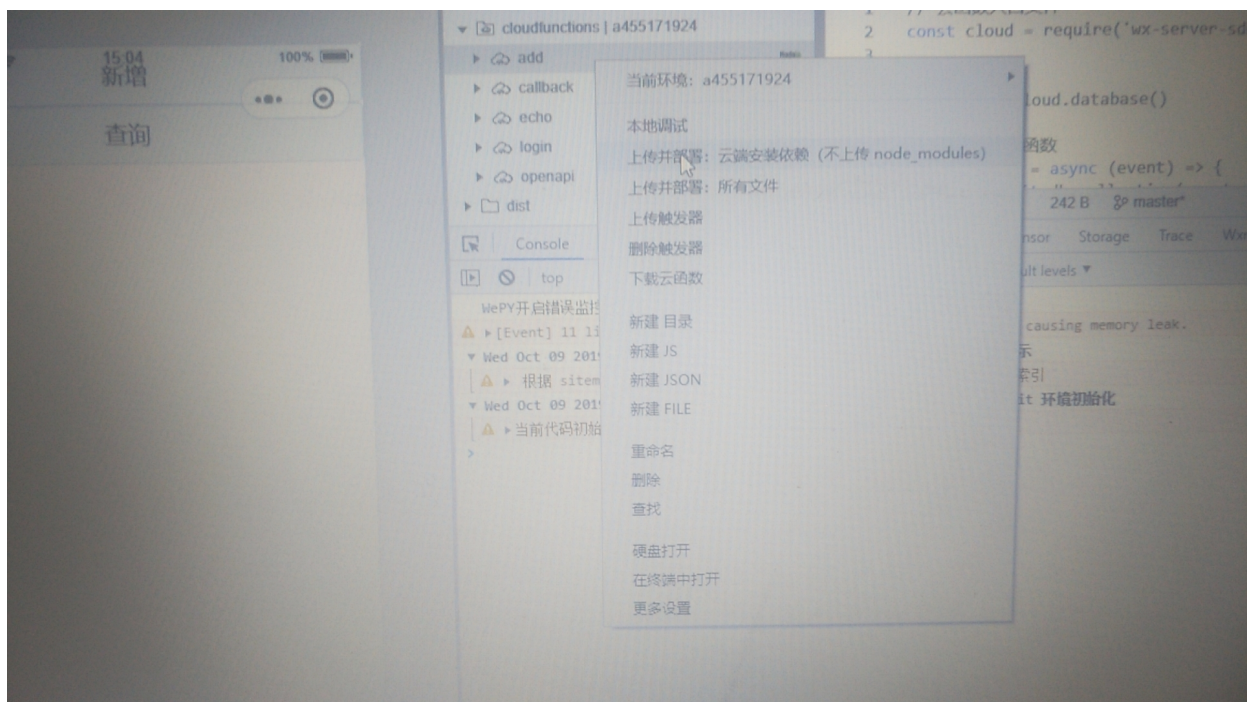 15:04
100%
新增
查询
cloudfunctions | a455171924
add
callback
echo
login
openapi
dist
Console
top
WePY开启错误监控
[Event] 11 li
Wed Oct 09 201
根据 sitem
Wed Oct 09 201
当前代码初始
当前环境：a455171924
本地调试
上传并部署：云端安装依赖（不上传 node_modules）
上传并部署：所有文件
上传触发器
删除触发器
下载云函数
新建 目录
新建 JS
新建 JSON
新建 FILE
重命名
删除
查找
硬盘打开
在终端中打开
更多设置
2 const cloud = require('wx-server-sd
3
loud.database()
函数
= async (event) => {
242 B master*
nsor Storage Trace Wx
ult levels
causing memory leak.
示
索引
it 环境初始化